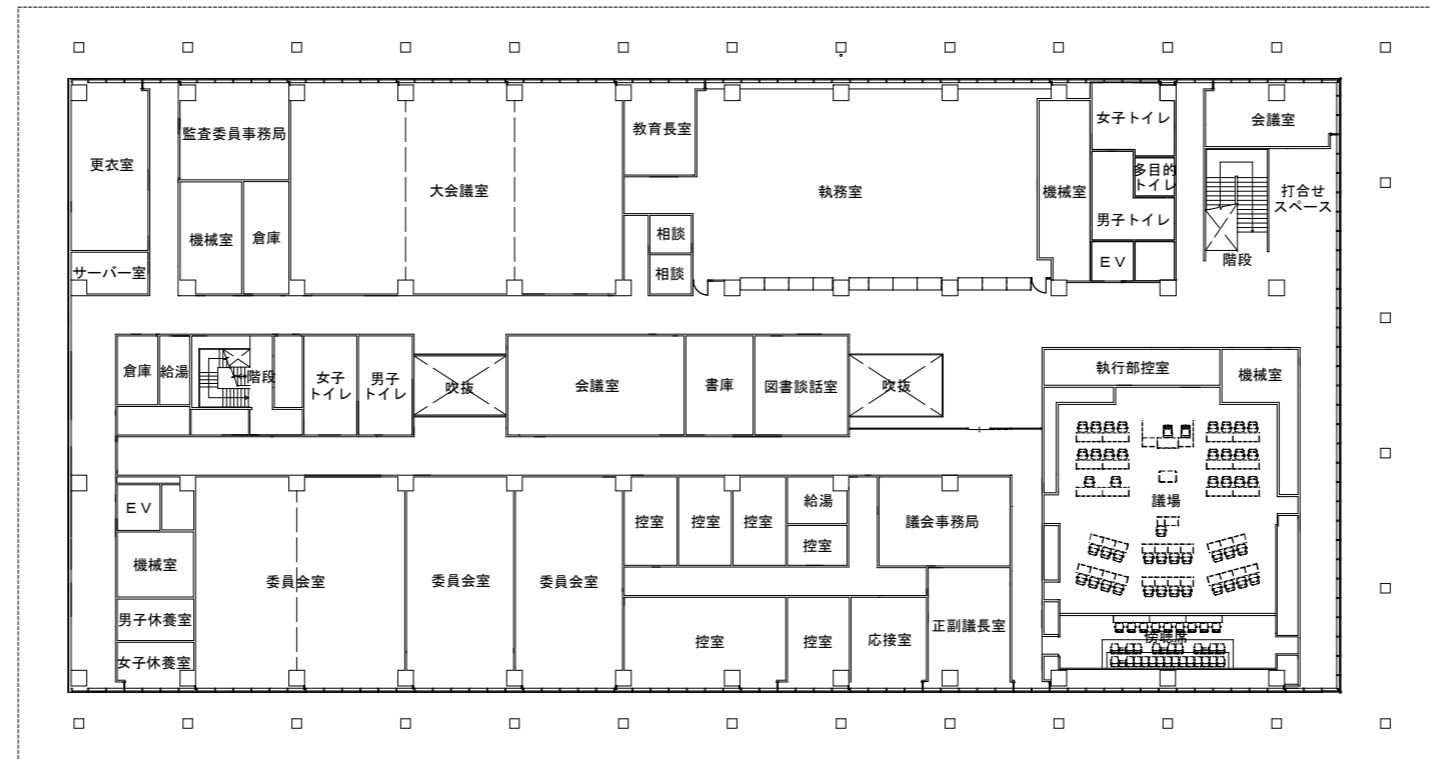 女子トイレ
会議室
監査委員事務局
教育長室
更衣室
多目的
トイレ
大会議室
執務室
機械室
打合せ
スペース
男子トイレ
機械室
倉庫
相談
相談
ＥＶ
階段
サーバー室
執行部控室
機械室
倉庫
給湯
階段
女子
トイレ
男子
トイレ
吹抜
会議室
書庫
図書談話室
吹抜
議場
ＥＶ
控室
控室
控室
給湯
議会事務局
控室
機械室
委員会室
委員会室
委員会室
男子休養室
正副議長室
控室
控室
応接室
傍聴席
女子休養室